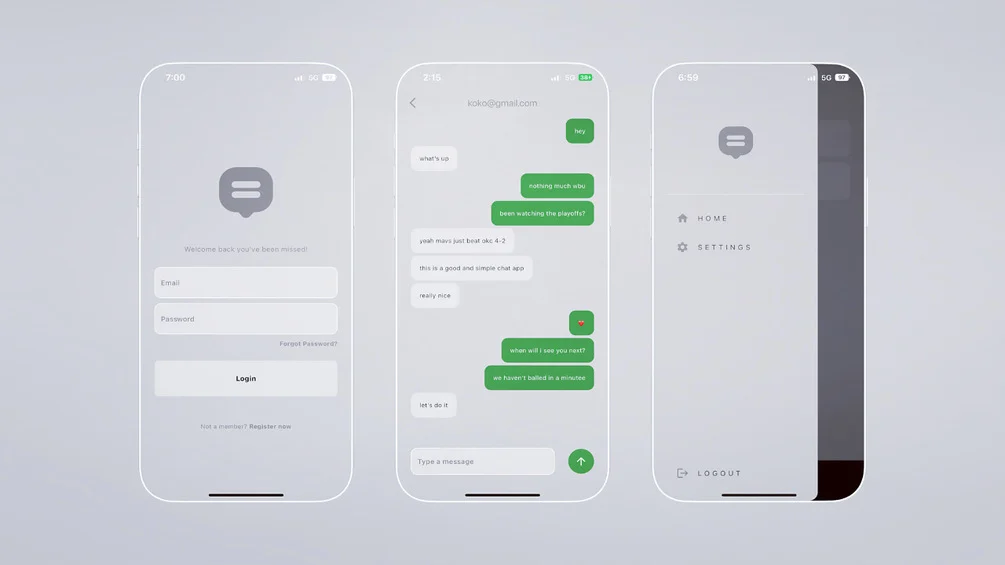 7:00
5G
Welcome back you've been missed!
Email
Password
Forgot Password?
Login
Not a member? Register now
2:15
5G
koko@gmail.com
hey
what's up
nothing much wbu
been watching the playoffs?
yeah mavs just beat okc 4-2
this is a good and simple chat app
really nice
when will i see you next?
we haven't balled in a minutee
let's do it
Type a message
6:59
5G 97
HOME
SETTINGS
LOGOUT